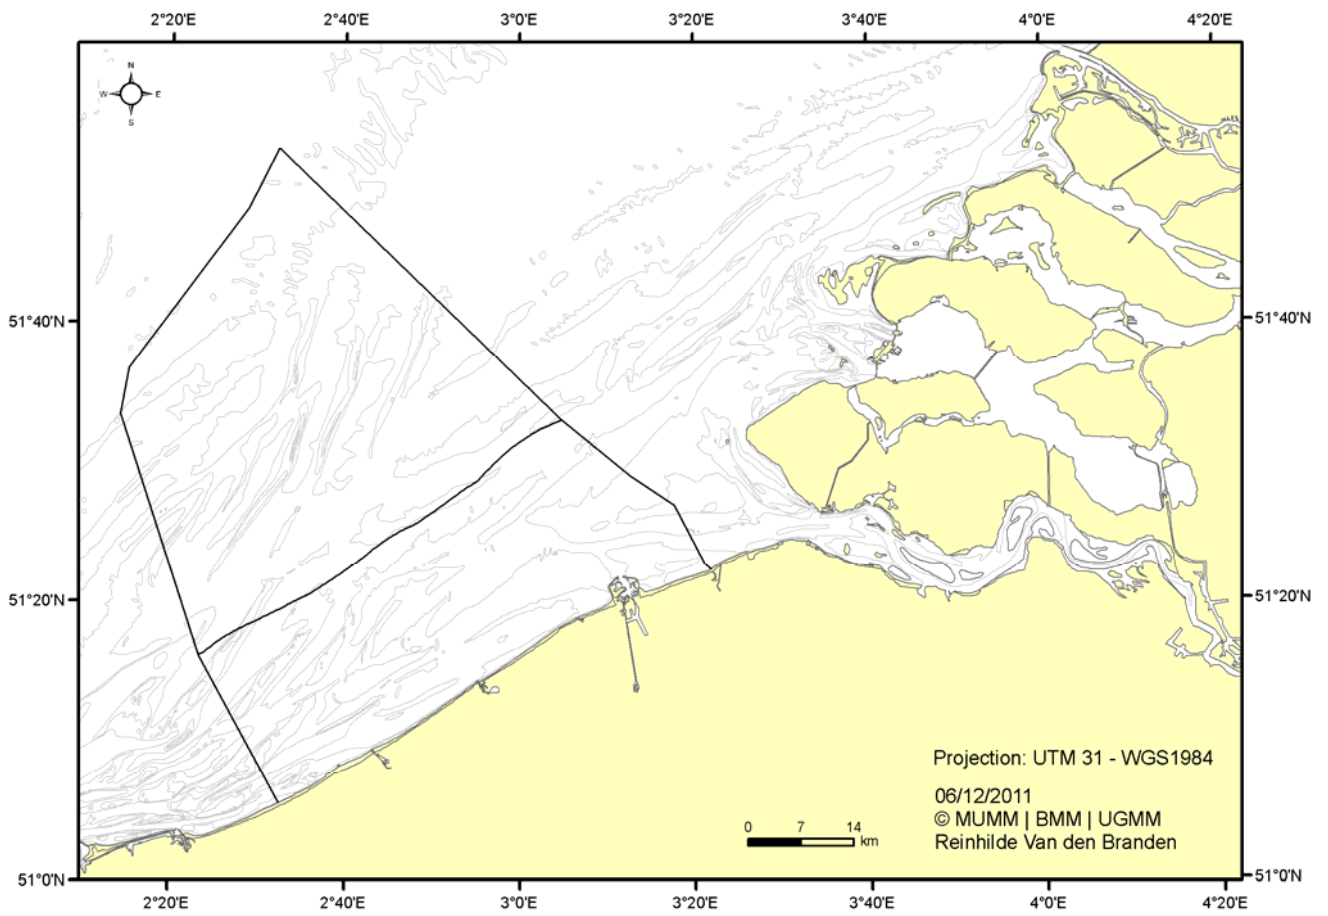 2°20'E 2°40'E 3°0'E 3°20'E 3°40'E 4°0'E 4°20'E
N
W E
S
51°40'N 51°40'N
51°20'N 51°20'N
Projection: UTM 31 - WGS1984
06/12/2011
© MUMM | BMM | UGMM
0 7 14
km
Reinhilde Van den Branden
51°0'N 51°0'N
2°20'E 2°40'E 3°0'E 3°20'E 3°40'E 4°0'E 4°20'E